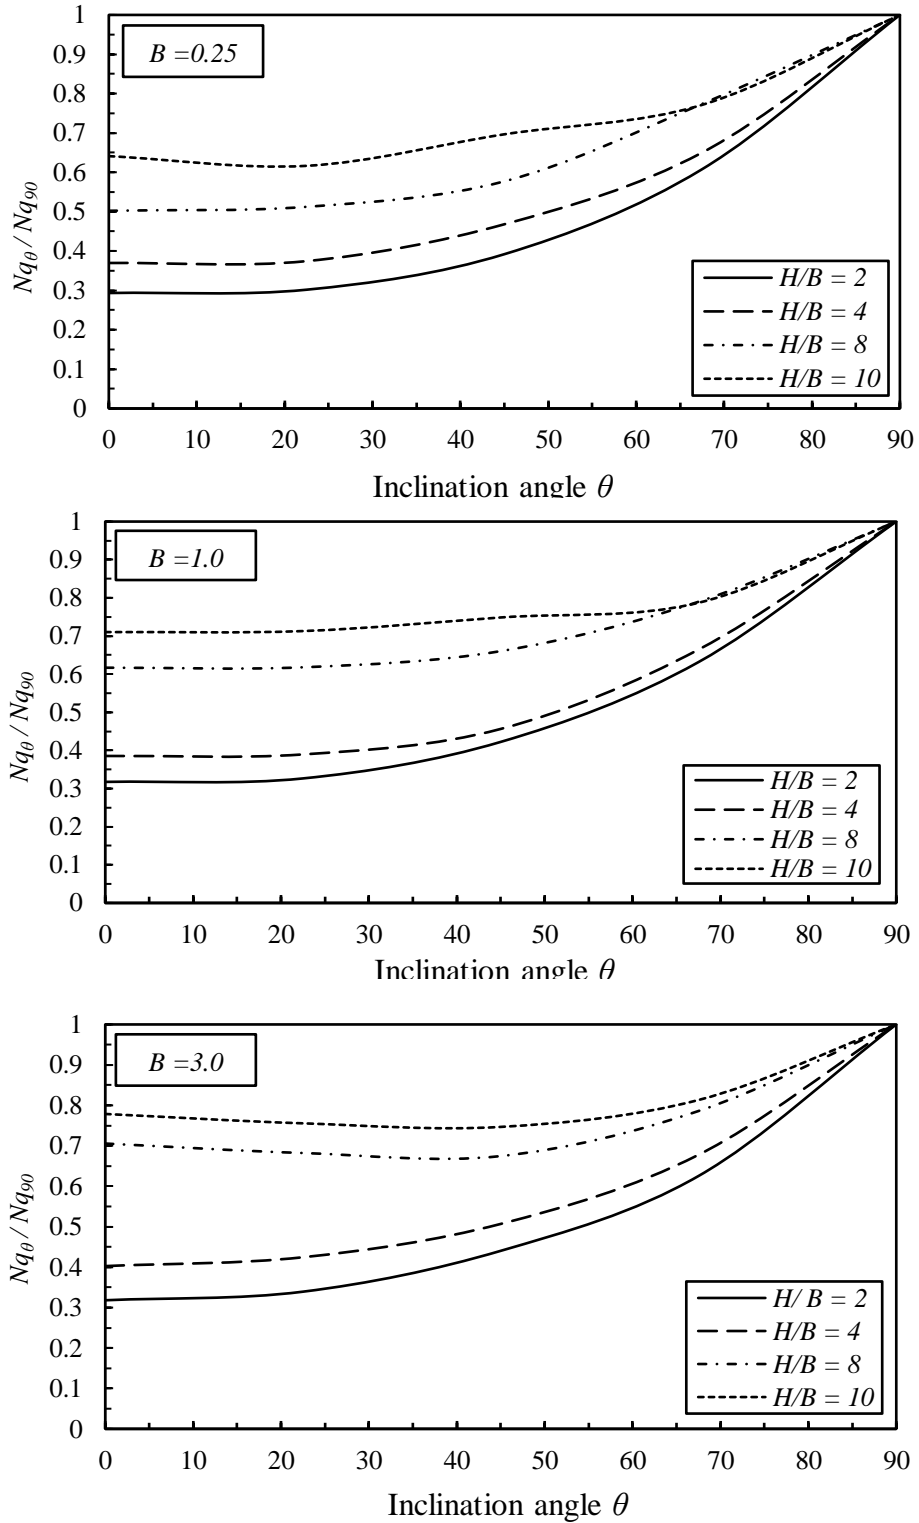 B =0.25
Nqθ / Nq90
1
0.9
0.8
0.7
0.6
0.5
0.4
0.3
0.2
0.1
0
0 10 20 30 40 50 60 70 80 90
H/B = 2
H/B = 4
H/B = 8
H/B = 10
Inclination angle θ
B =1.0
Nqθ / Nq90
1
0.9
0.8
0.7
0.6
0.5
0.4
0.3
0.2
0.1
0
0 10 20 30 40 50 60 70 80 90
H/B = 2
H/B = 4
H/B = 8
H/B = 10
Inclination angle θ
B =3.0
Nqθ / Nq90
1
0.9
0.8
0.7
0.6
0.5
0.4
0.3
0.2
0.1
0
0 10 20 30 40 50 60 70 80 90
H/ B = 2
H/B = 4
H/B = 8
H/B = 10
Inclination angle θ